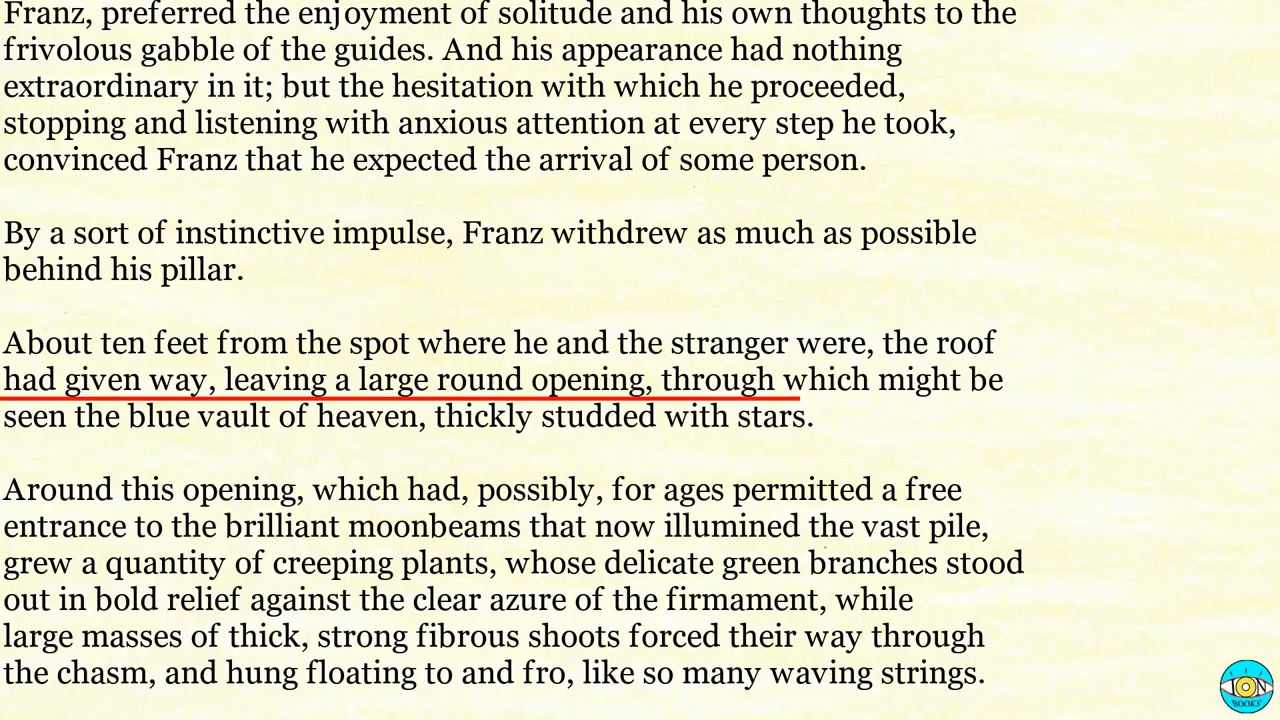 Franz, preferred the enjoyment of solitude and his own thoughts to the
frivolous gabble of the guides. And his appearance had nothing
extraordinary in it; but the hesitation with which he proceeded,
stopping and listening with anxious attention at every step he took,
convinced Franz that he expected the arrival of some person.
By a sort of instinctive impulse, Franz withdrew as much as possible
behind his pillar.
About ten feet from the spot where he and the stranger were, the roof
had given way, leaving a large round opening, through which might be
seen the blue vault of heaven, thickly studded with stars.
Around this opening, which had, possibly, for ages permitted a free
entrance to the brilliant moonbeams that now illumined the vast pile,
grew a quantity of creeping plants, whose delicate green branches stood
out in bold relief against the clear azure of the firmament, while
large masses of thick, strong fibrous shoots forced their way through
the chasm, and hung floating to and fro, like so many waving strings.
ION
BOOKS